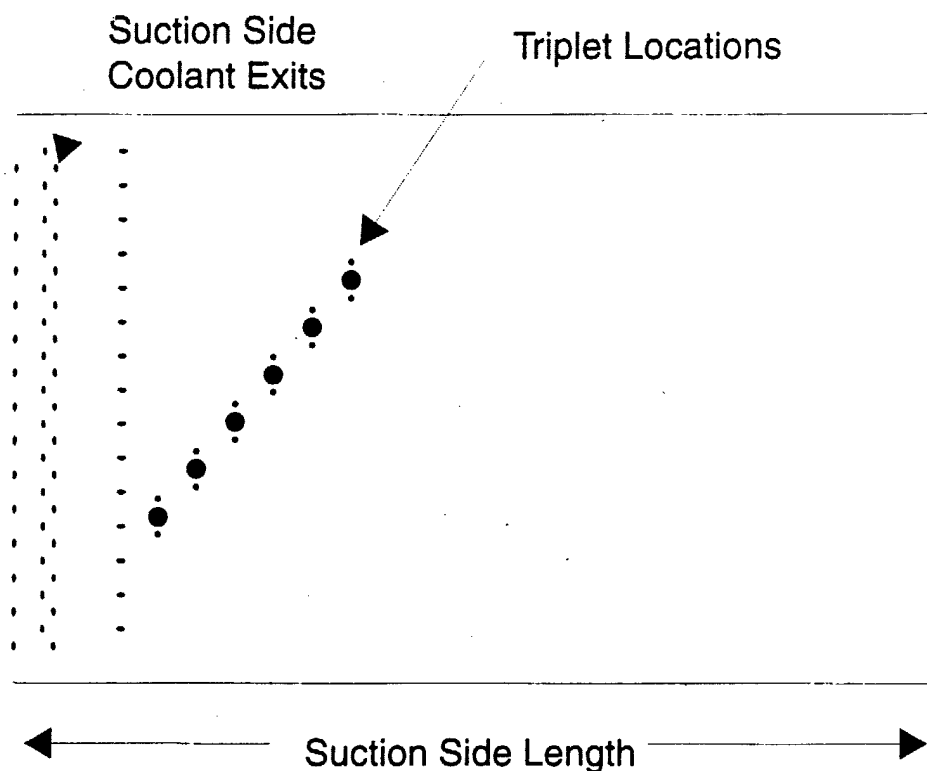 Suction Side
Coolant Exits
Triplet Locations
Suction Side Length